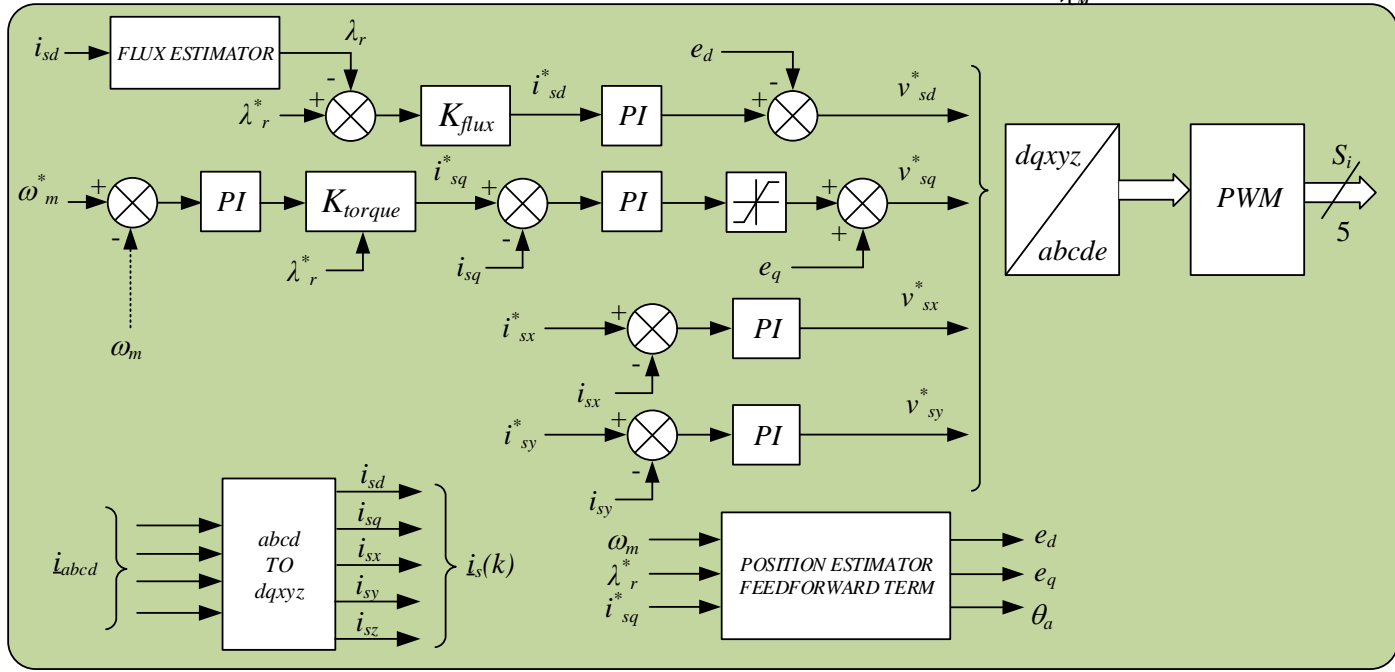 i_sd
FLUX ESTIMATOR
λ_r
-
+
λ*_r
K_flux
i*_sd
PI
e_d
-
+
v*_sd
ω*_m
+
-
ω_m
PI
K_torque
λ*_r
i*_sq
+
-
i_sq
PI
+
+
e_q
v*_sq
i*_sx
+
-
i_sx
PI
v*_sx
i*_sy
+
-
i_sy
PI
v*_sy
dqxyz
abcde
PWM
S_i
5
i_abcd
abcd
TO
dqxyz
i_sd
i_sq
i_sx
i_sy
i_sz
i_s(k)
ω_m
λ*_r
i*_sq
POSITION ESTIMATOR
FEEDFORWARD TERM
e_d
e_q
θ_a